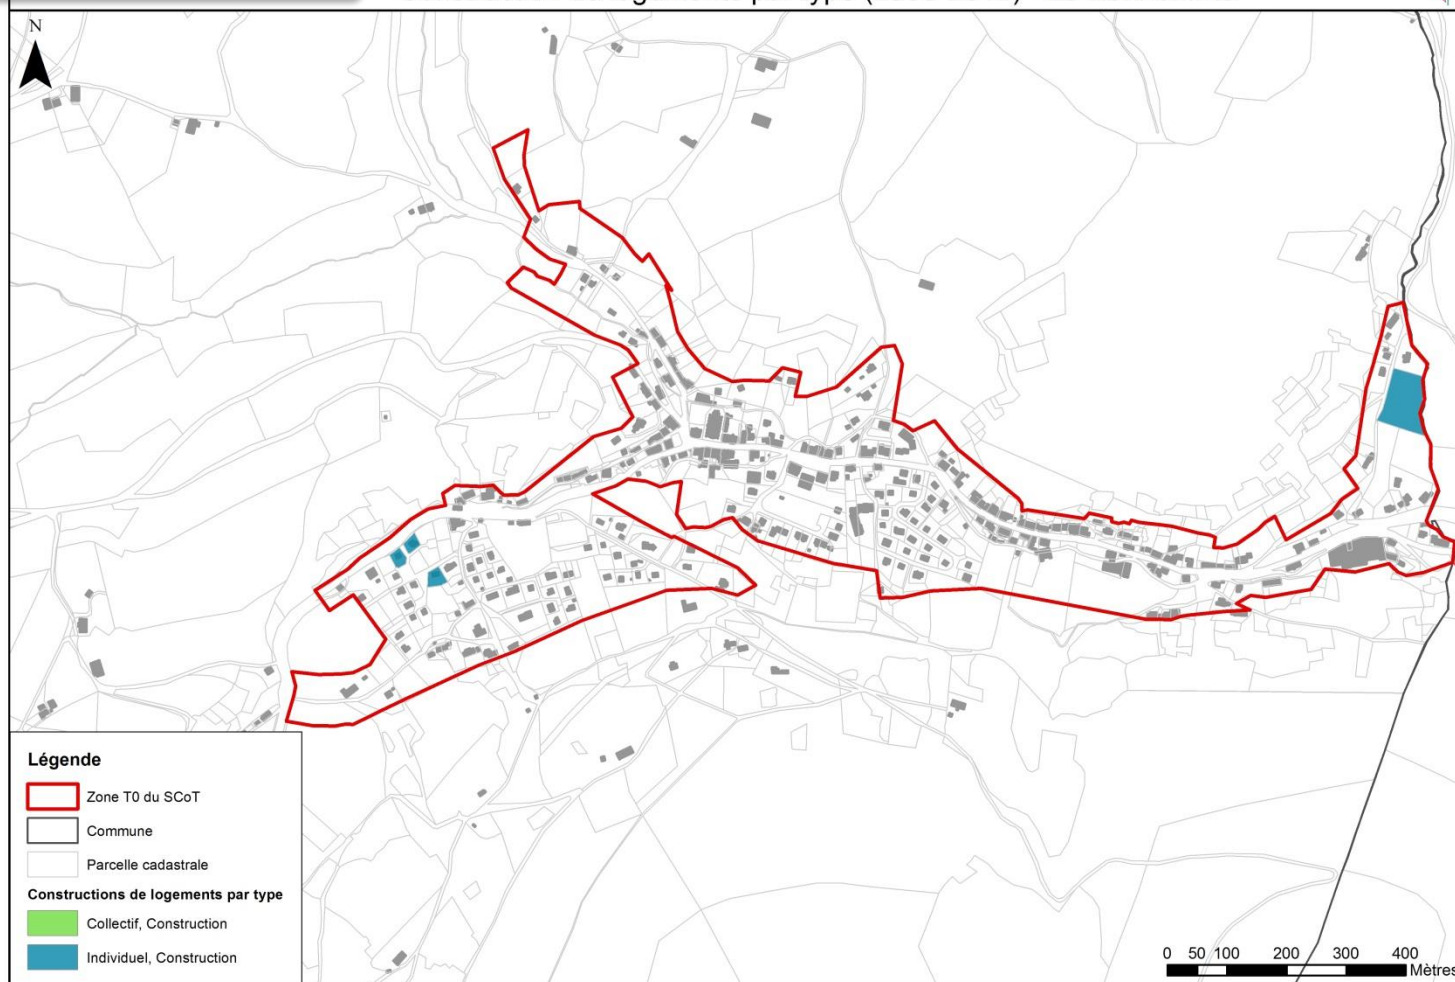 N
Légende
Zone T0 du SCoT
Commune
Parcelle cadastrale
Constructions de logements par type
Collectif, Construction
Individuel, Construction
0 50 100 200 300 400
Mètres